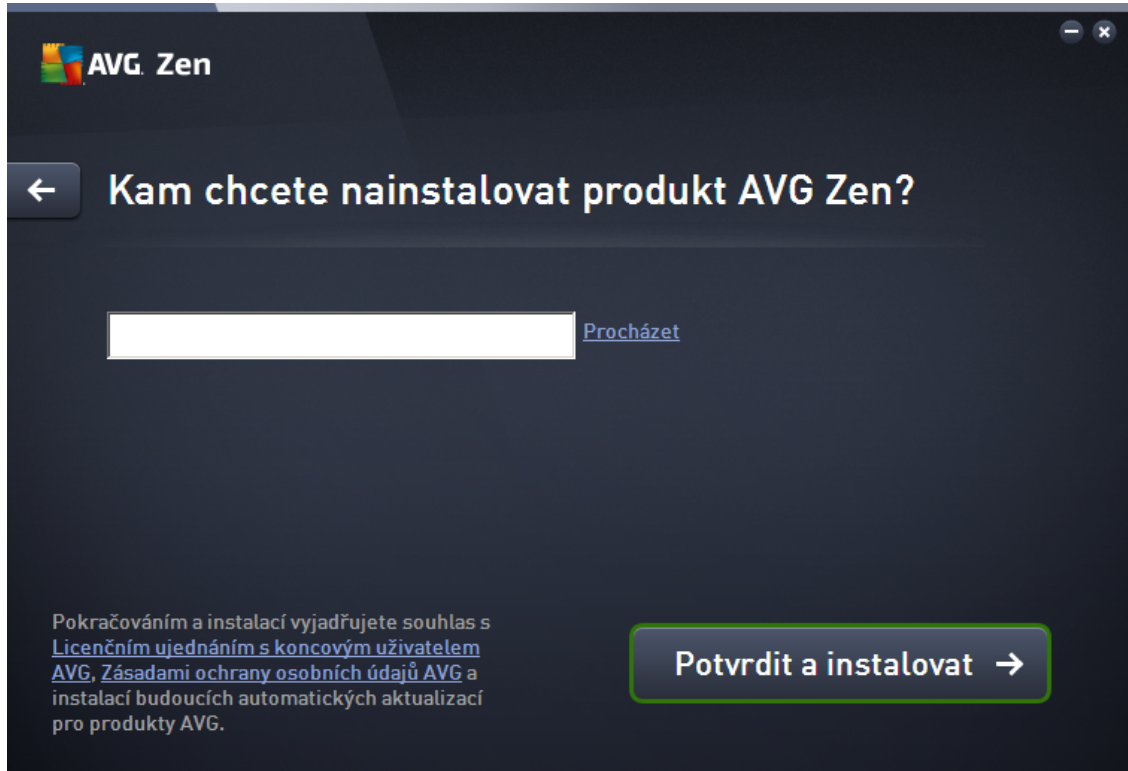 AVG. Zen
Kam chcete nainstalovat produkt AVG Zen?
Procházet
Pokračováním a instalací vyjadřujete souhlas s
Licenčním ujednáním s koncovým uživatelem
AVG, Zásadami ochrany osobních údajů AVG a
instalací budoucích automatických aktualizací
pro produkty AVG.
Potvrdit a instalovat